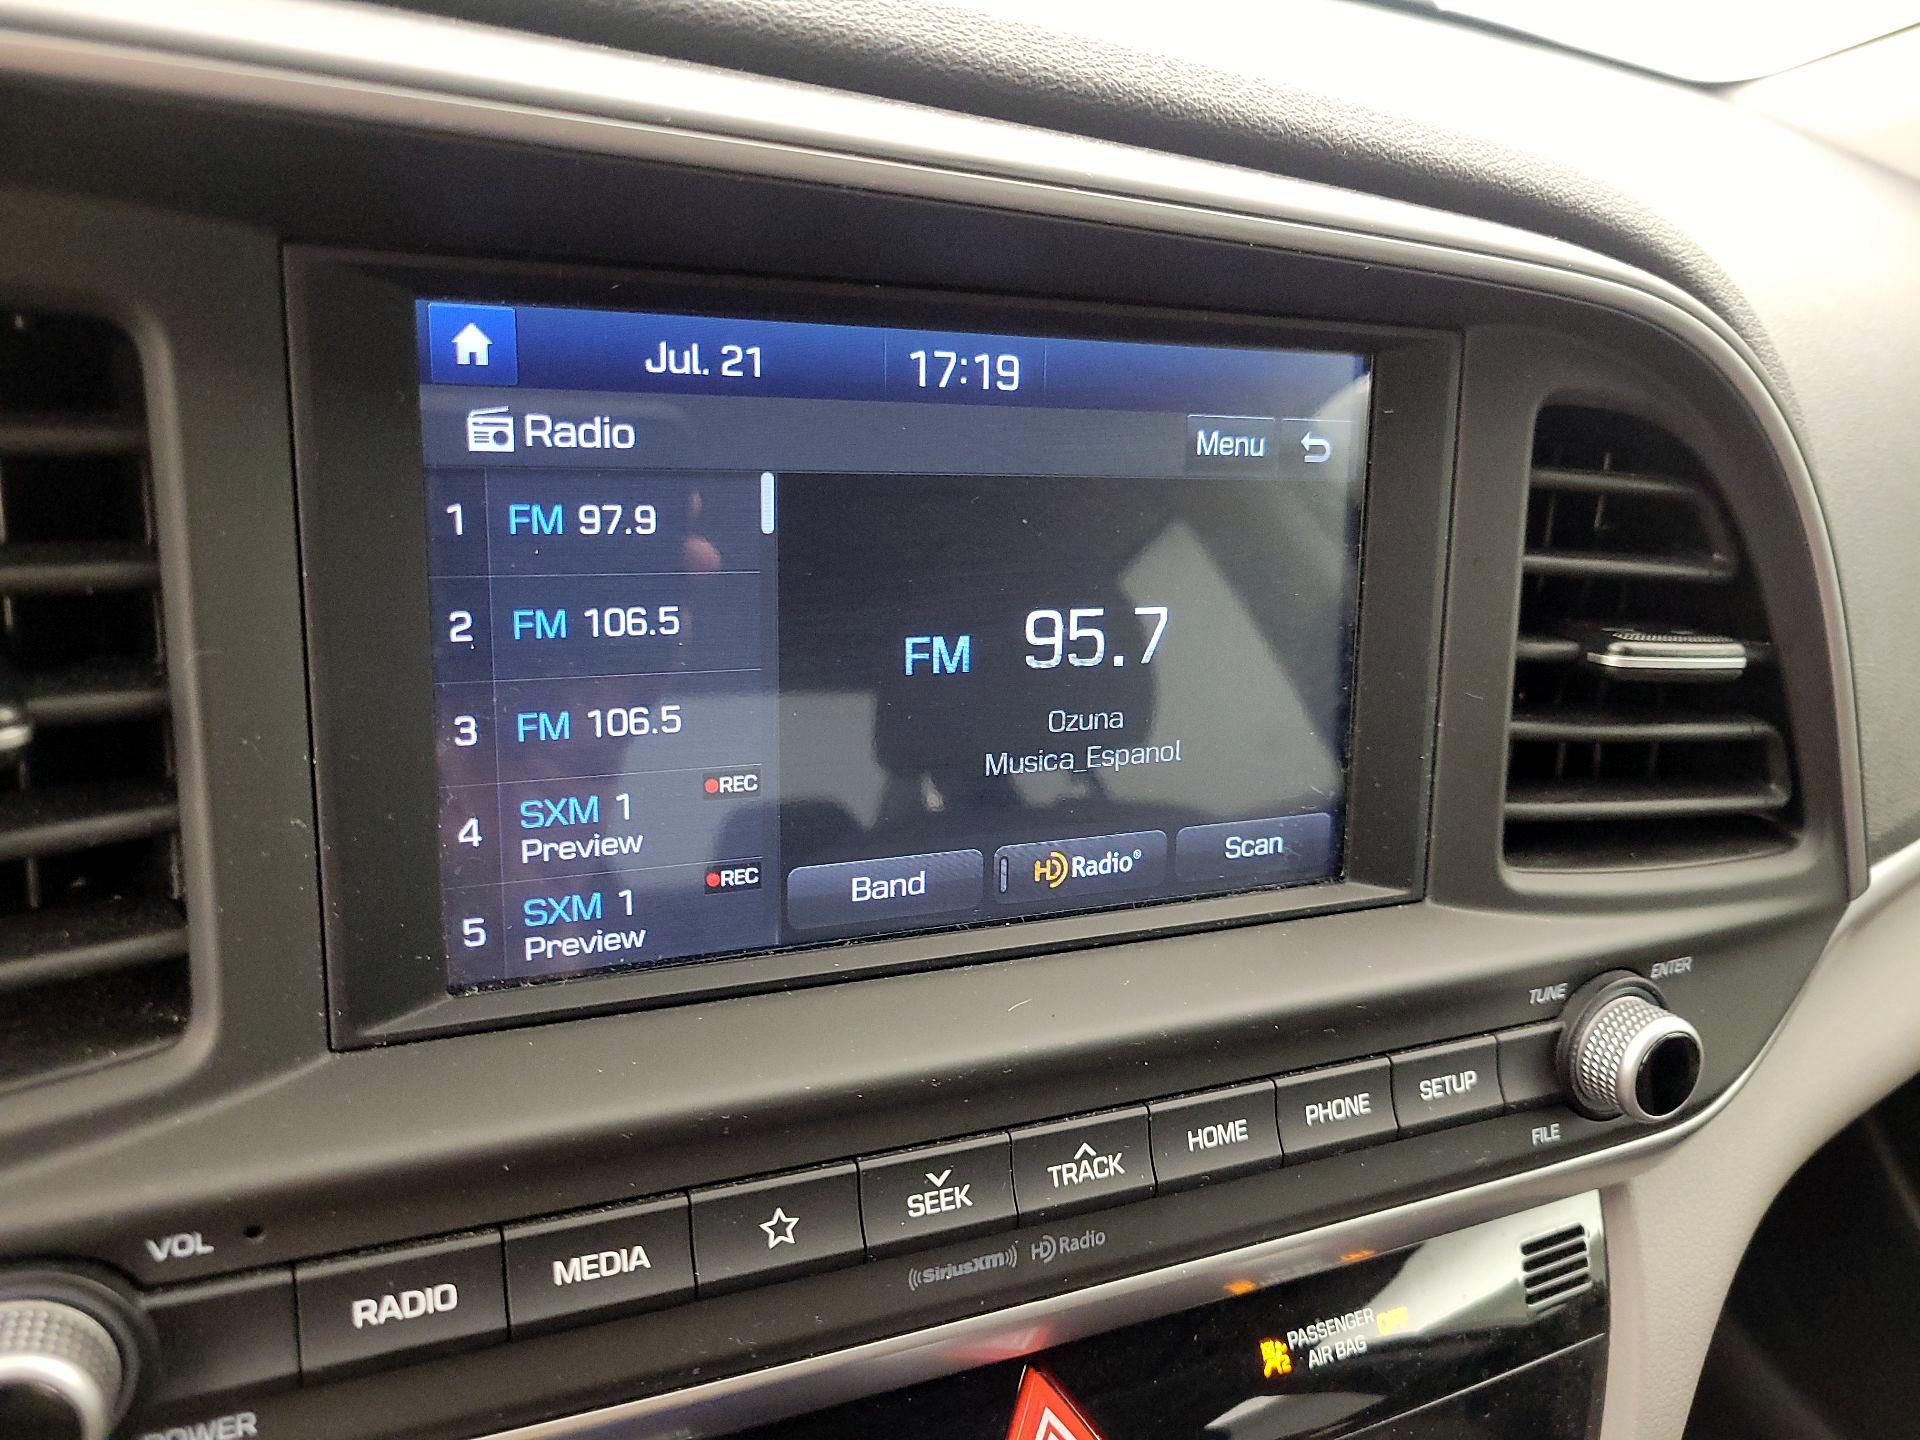 Jul. 21
17:19
Radio
Menu
1 FM 97.9
2 FM 106.5
3 FM 106.5
4 SXM 1 REC
Preview
5 SXM 1 REC
Preview
FM 95.7
Ozuna
Musica_Espanol
Band
HD Radio®
Scan
TUNE
ENTER
FILE
VOL
POWER
RADIO
MEDIA
SEEK
TRACK
HOME
PHONE
SETUP
((SiriusXM)) HD Radio
PASSENGER OFF
AIR BAG